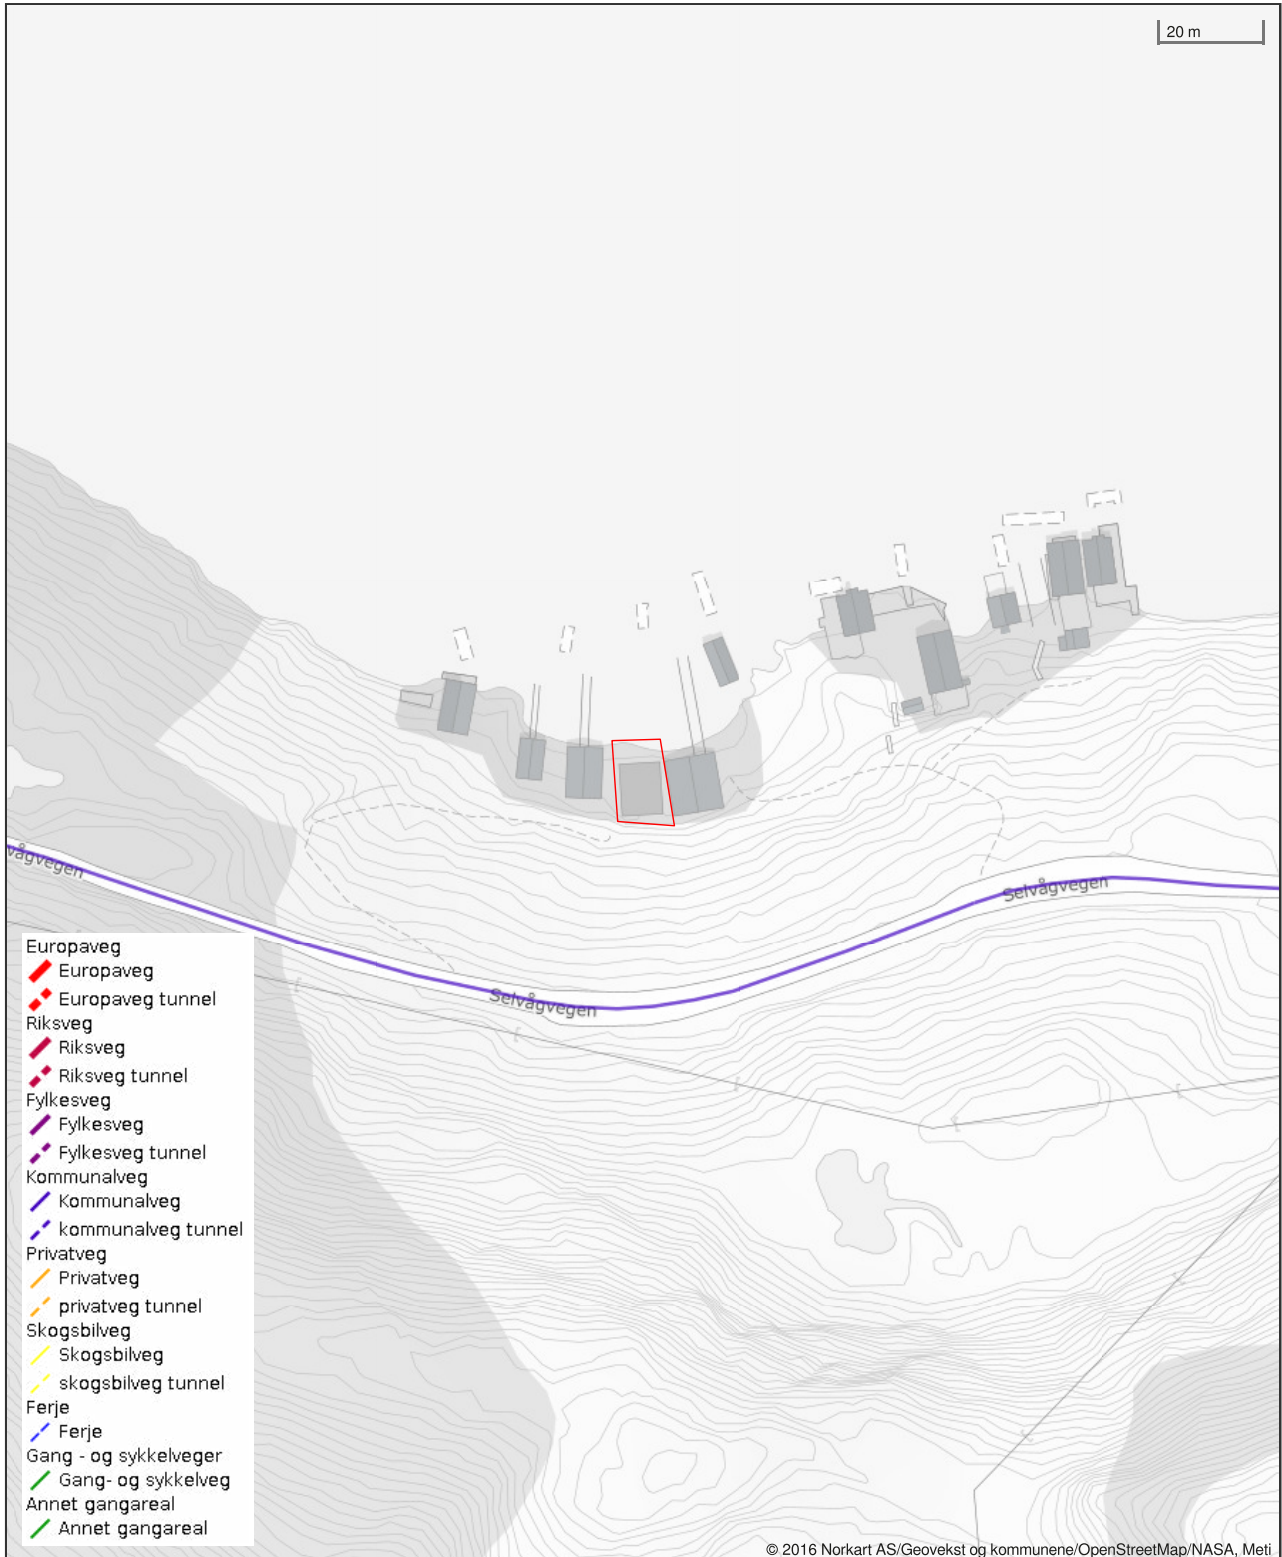 20 m
vågvegen
Selvågvegen
Selvågvegen
Europaveg
Europaveg
Europaveg tunnel
Riksveg
Riksveg
Riksveg tunnel
Fylkesveg
Fylkesveg
Fylkesveg tunnel
Kommunalveg
Kommunalveg
kommunalveg tunnel
Privatveg
Privatveg
privatveg tunnel
Skogsbilveg
Skogsbilveg
skogsbilveg tunnel
Ferje
Ferje
Gang - og sykkelveger
Gang- og sykkelveg
Annet gangareal
Annet gangareal
© 2016 Norkart AS/Geovekst og kommunene/OpenStreetMap/NASA, Meti